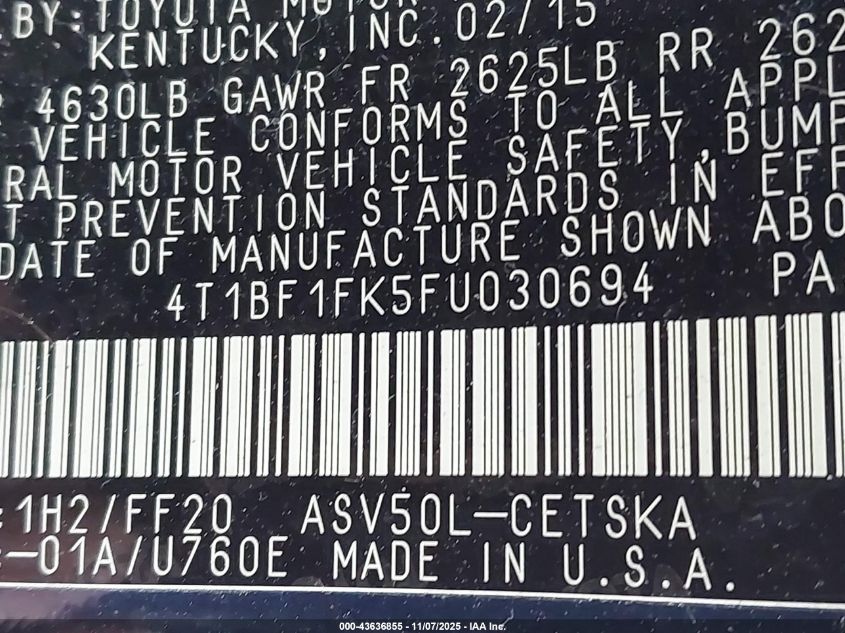 BY: TOYOTA MOTOR
KENTUCKY, INC. 02/15
4630LB GAWR FR 2625LB RR 262
VEHICLE CONFORMS TO ALL APPL
RAL MOTOR VEHICLE SAFETY, BUMP
T PREVENTION STANDARDS IN EFF
DATE OF MANUFACTURE SHOWN ABO
4T1BF1FK5FU030694 PA
:1H2/FF20 ASV50L-CETSKA
-01A/U760E MADE IN U.S.A.
000-43636855 - 11/07/2025 - IAA Inc.